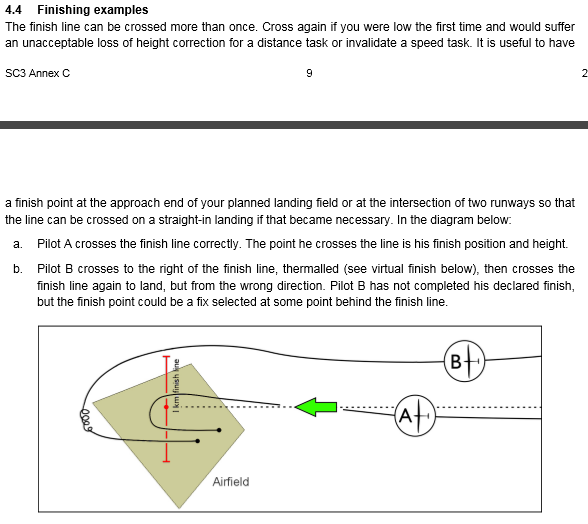 4.4 Finishing examples
The finish line can be crossed more than once. Cross again if you were low the first time and would suffer
an unacceptable loss of height correction for a distance task or invalidate a speed task. It is useful to have
SC3 Annex C 9 2
a finish point at the approach end of your planned landing field or at the intersection of two runways so that
the line can be crossed on a straight-in landing if that became necessary. In the diagram below:
a. Pilot A crosses the finish line correctly. The point he crosses the line is his finish position and height.
b. Pilot B crosses to the right of the finish line, thermalled (see virtual finish below), then crosses the
finish line again to land, but from the wrong direction. Pilot B has not completed his declared finish,
but the finish point could be a fix selected at some point behind the finish line.
B
1 km finish line
A
Airfield